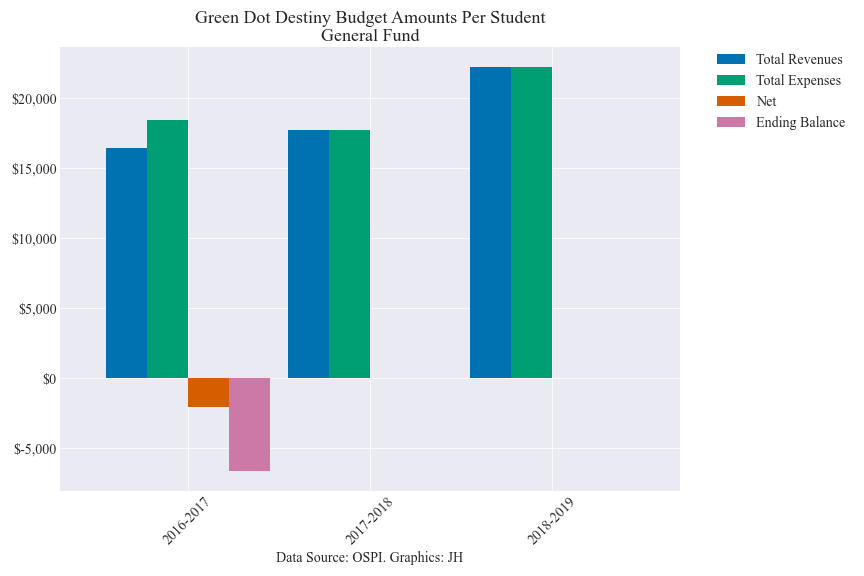 Green Dot Destiny Budget Amounts Per Student
General Fund
Total Revenues
Total Expenses
Net
Ending Balance
$20,000
$15,000
$10,000
$5,000
$0
$-5,000
2016-2017
2017-2018
2018-2019
Data Source: OSPI. Graphics: JH